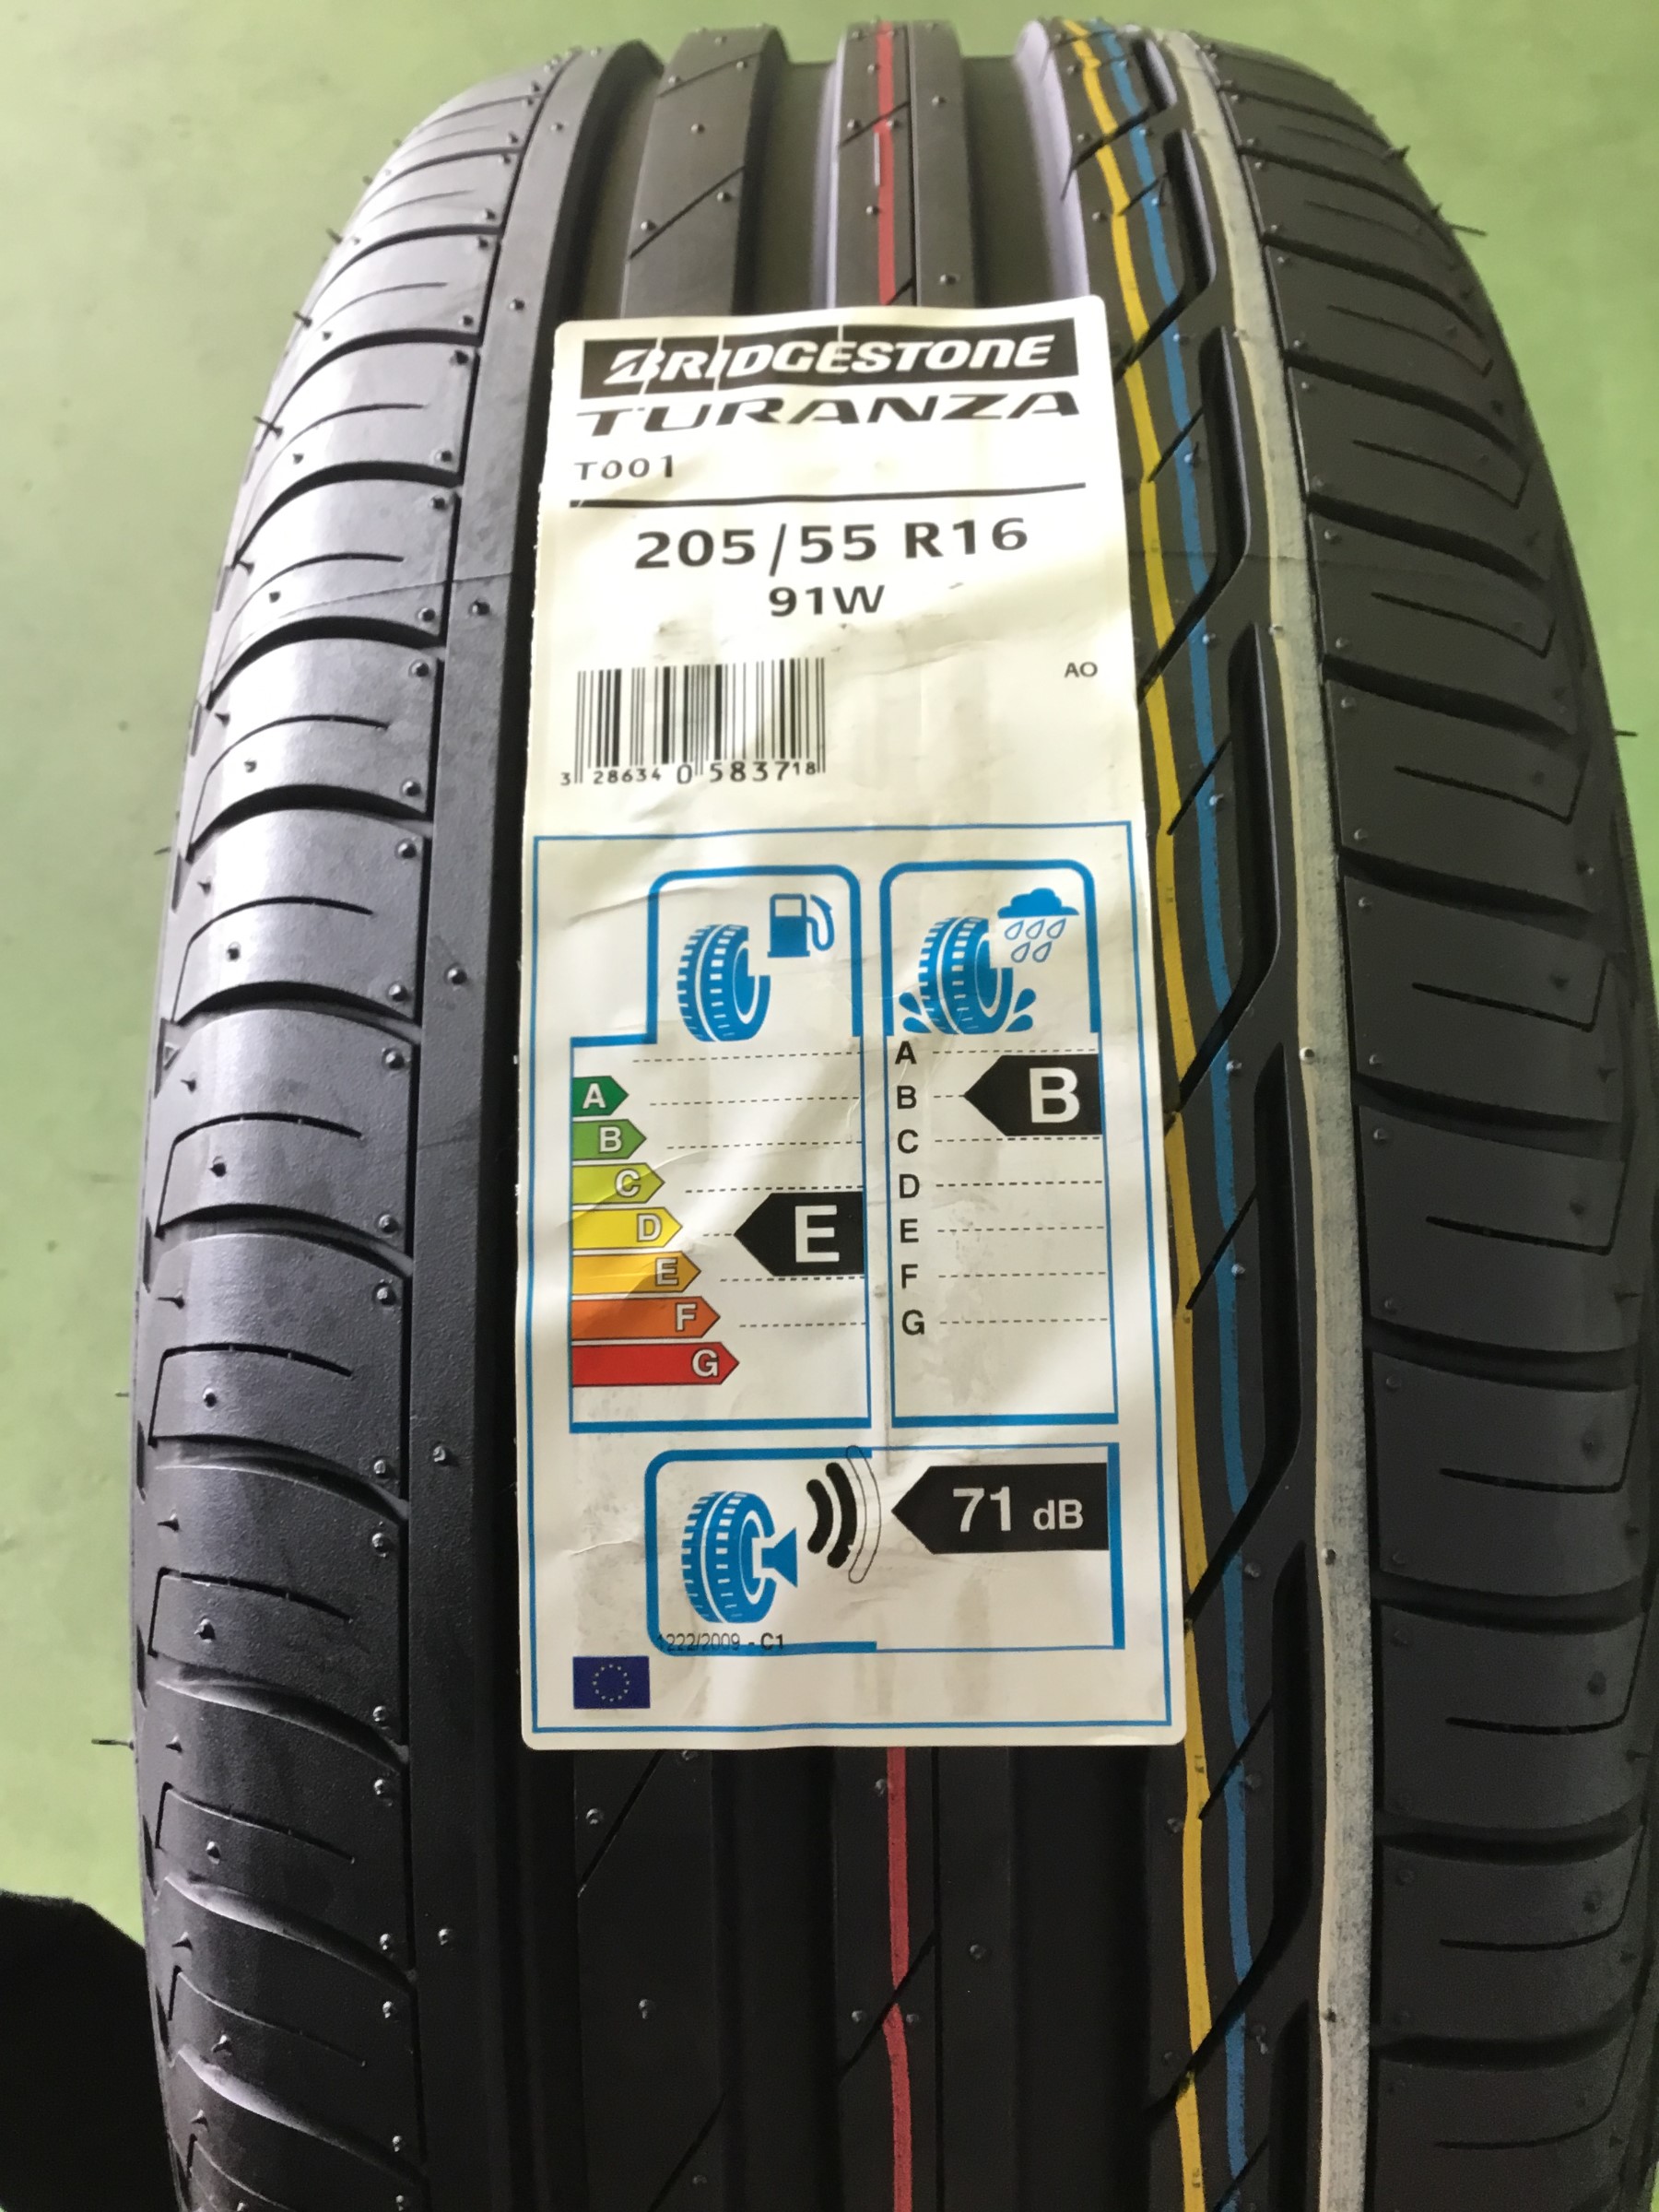 BRIDGESTONE
TURANZA
T001
205/55 R16
91W
AO
3 286340 583718
A
B
C
D
E
F
G
E
A
B
C
D
E
F
G
B
71 dB
1222/2009 - C1